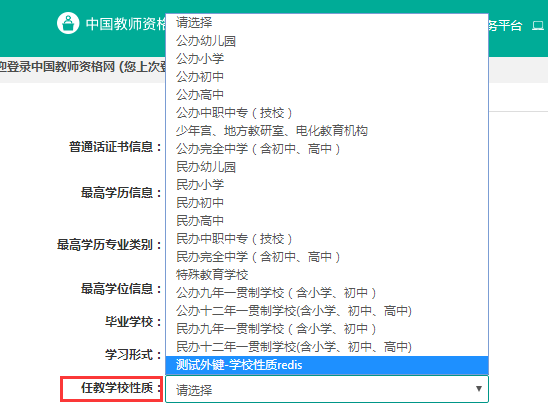 中国教师资格
务平台
迎登录中国教师资格网 (您上次登
请选择
公办幼儿园
公办小学
公办初中
公办高中
公办中职中专（技校）
少年宫、地方教研室、电化教育机构
公办完全中学（含初中、高中）
民办幼儿园
民办小学
民办初中
民办高中
民办中职中专（技校）
民办完全中学（含初中、高中）
特殊教育学校
公办九年一贯制学校（含小学、初中）
公办十二年一贯制学校(含小学、初中、高中)
民办九年一贯制学校（含小学、初中）
民办十二年一贯制学校(含小学、初中、高中)
测试外键-学校性质redis
普通话证书信息：
最高学历信息：
最高学历专业类别：
最高学位信息：
毕业学校：
学习形式：
任教学校性质：
请选择